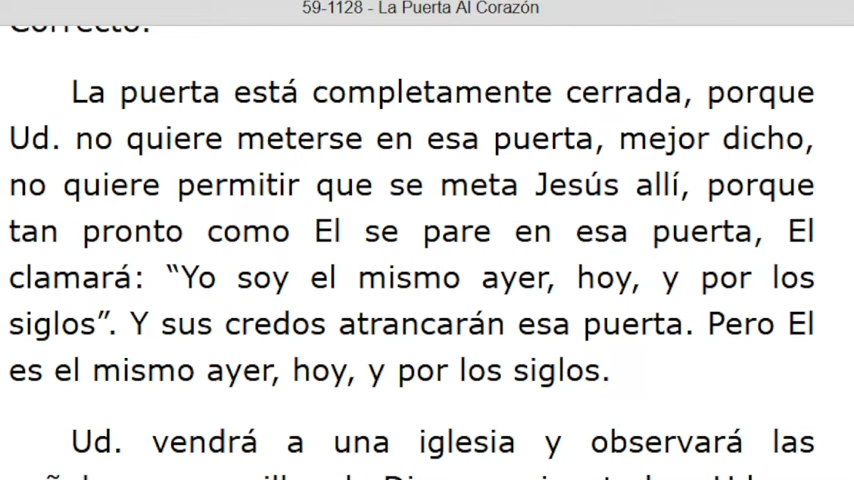 59-1128 - La Puerta Al Corazón
Correcto.
La puerta está completamente cerrada, porque
Ud. no quiere meterse en esa puerta, mejor dicho,
no quiere permitir que se meta Jesús allí, porque
tan pronto como El se pare en esa puerta, El
clamará: “Yo soy el mismo ayer, hoy, y por los
siglos”. Y sus credos atrancarán esa puerta. Pero El
es el mismo ayer, hoy, y por los siglos.
Ud. vendrá a una iglesia y observará las